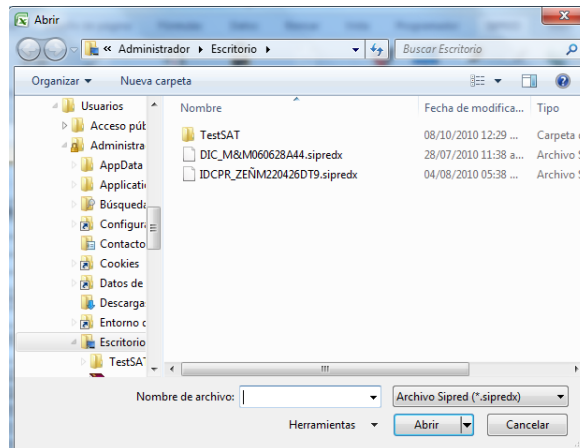 Abrir
« Administrador ▸ Escritorio ▸
Buscar Escritorio
Organizar
Nueva carpeta
Nombre
Fecha de modifica...
Tipo
Usuarios
Acceso púb
Administra
AppData
Applicati
Búsqueda
Configura
Contacto
Cookies
Datos de
Descarga
Entorno d
Escritorio
TestSAT
TestSAT 08/10/2010 12:29 ... Carpeta
DIC_M&M060628A44.sipredx 28/07/2010 11:38 a... Archivo
IDCPR_ZEÑM220426DT9.sipredx 04/08/2010 05:38 ... Archivo
Nombre de archivo:
Archivo Sipred (*.sipredx)
Herramientas
Abrir
Cancelar